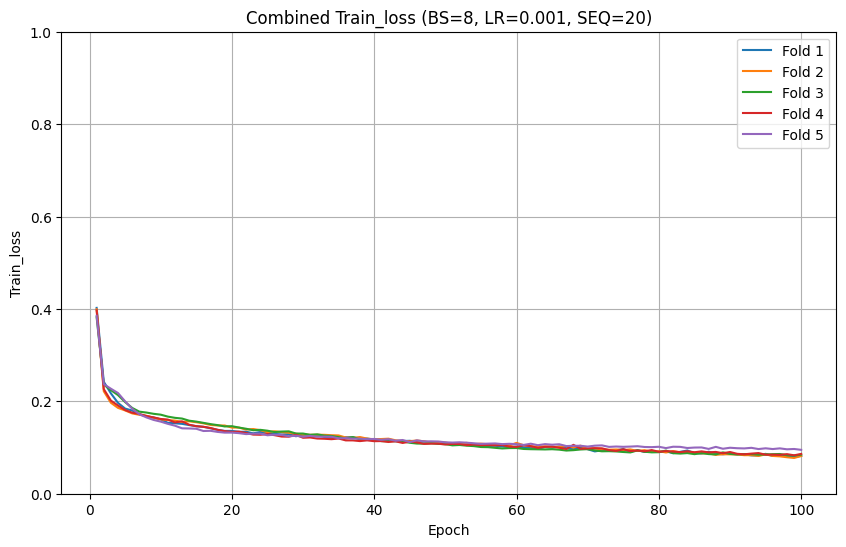 Combined Train_loss (BS=8, LR=0.001, SEQ=20)
1.0
0.8
0.6
0.4
0.2
0.0
Train_loss
Fold 1
Fold 2
Fold 3
Fold 4
Fold 5
0 20 40 60 80 100
Epoch